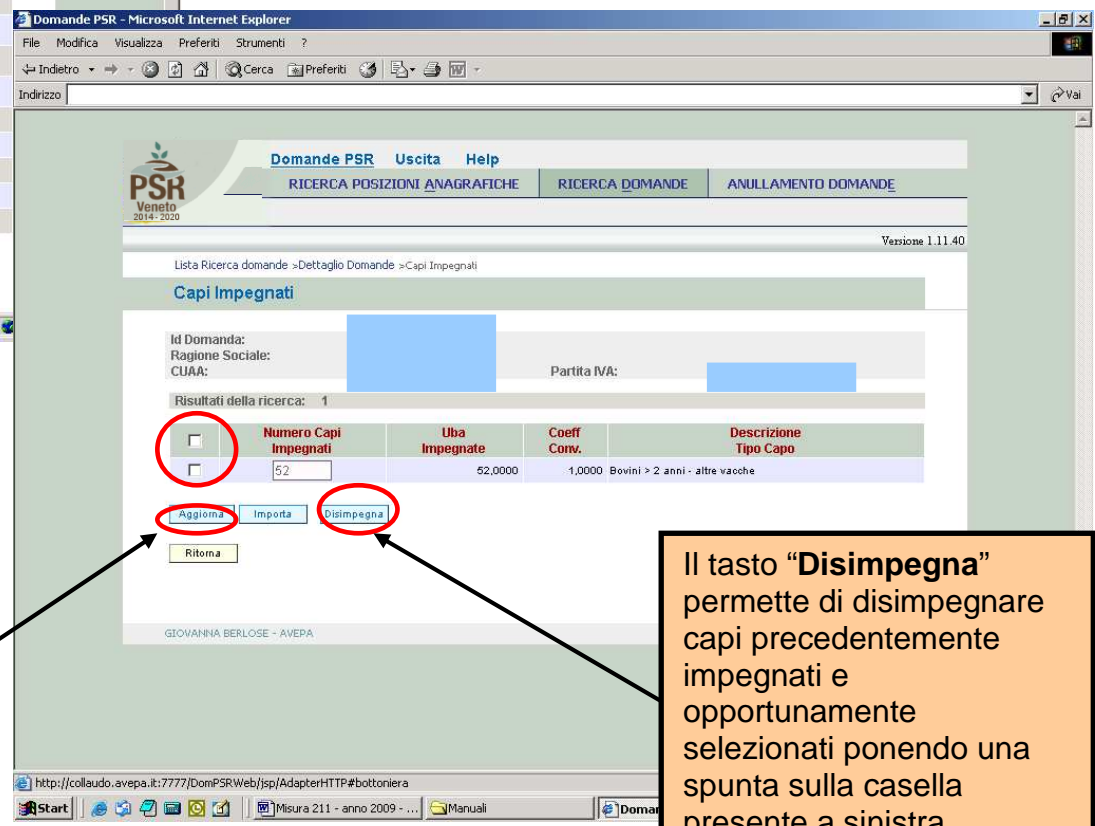 Domande PSR - Microsoft Internet Explorer
File Modifica Visualizza Preferiti Strumenti ?
Indietro Cerca Preferiti
Indirizzo Vai
PSR
Veneto
2014-2020
Domande PSR Uscita Help
RICERCA POSIZIONI ANAGRAFICHE RICERCA DOMANDE ANULLAMENTO DOMANDE
Versione 1.11.40
Lista Ricerca domande >Dettaglio Domande >Capi Impegnati
Capi Impegnati
Id Domanda:
Ragione Sociale:
CUAA: Partita IVA:
Risultati della ricerca: 1
Numero Capi Impegnati Uba Impegnate Coeff Conv. Descrizione Tipo Capo
52 52,0000 1,0000 Bovini > 2 anni - altre vacche
Aggiorna Importa Disimpegna
Ritorna
GIOVANNA BERLOSE - AVEPA
Il tasto “Disimpegna”
permette di disimpegnare
capi precedentemente
impegnati e
opportunamente
selezionati ponendo una
spunta sulla casella
presente a sinistra
http://collaudo.avepa.it:7777/DomPSRWeb/jsp/AdapterHTTP#bottoniera
Start Misura 211 - anno 2009 - ... Manuali Doman